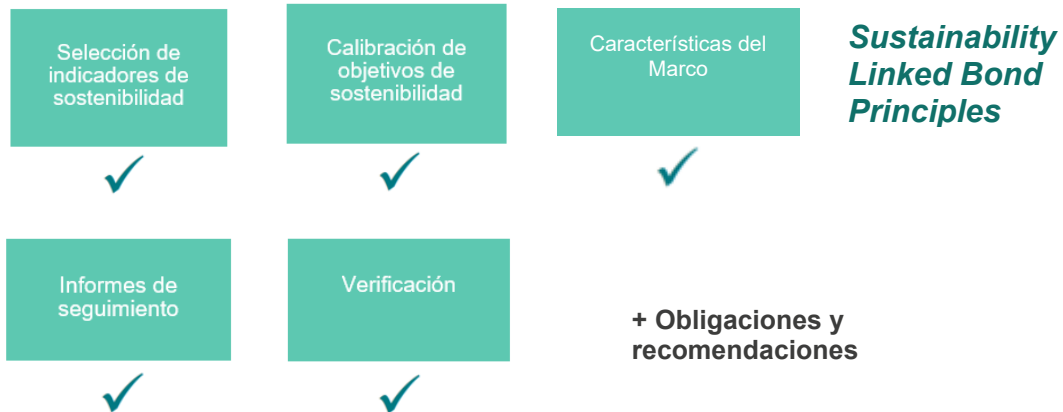 Selección de
indicadores de
sostenibilidad
Calibración de
objetivos de
sostenibilidad
Características del
Marco
Sustainability
Linked Bond
Principles
Informes de
seguimiento
Verificación
+ Obligaciones y
recomendaciones